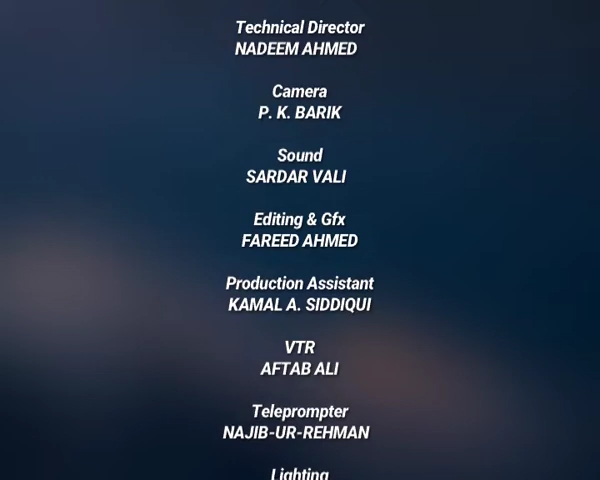 Technical Director
NADEEM AHMED
Camera
P. K. BARIK
Sound
SARDAR VALI
Editing & Gfx
FAREED AHMED
Production Assistant
KAMAL A. SIDDIQUI
VTR
AFTAB ALI
Teleprompter
NAJIB-UR-REHMAN
Lighting